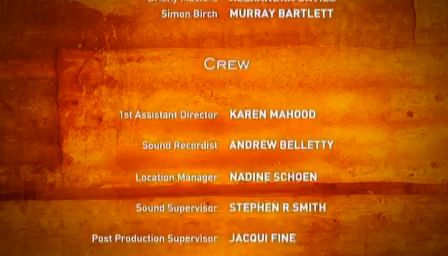 Simon Birch MURRAY BARTLETT
CREW
1st Assistant Director KAREN MAHOOD
Sound Recordist ANDREW BELLETTY
Location Manager NADINE SCHOEN
Sound Supervisor STEPHEN R SMITH
Post Production Supervisor JACQUI FINE